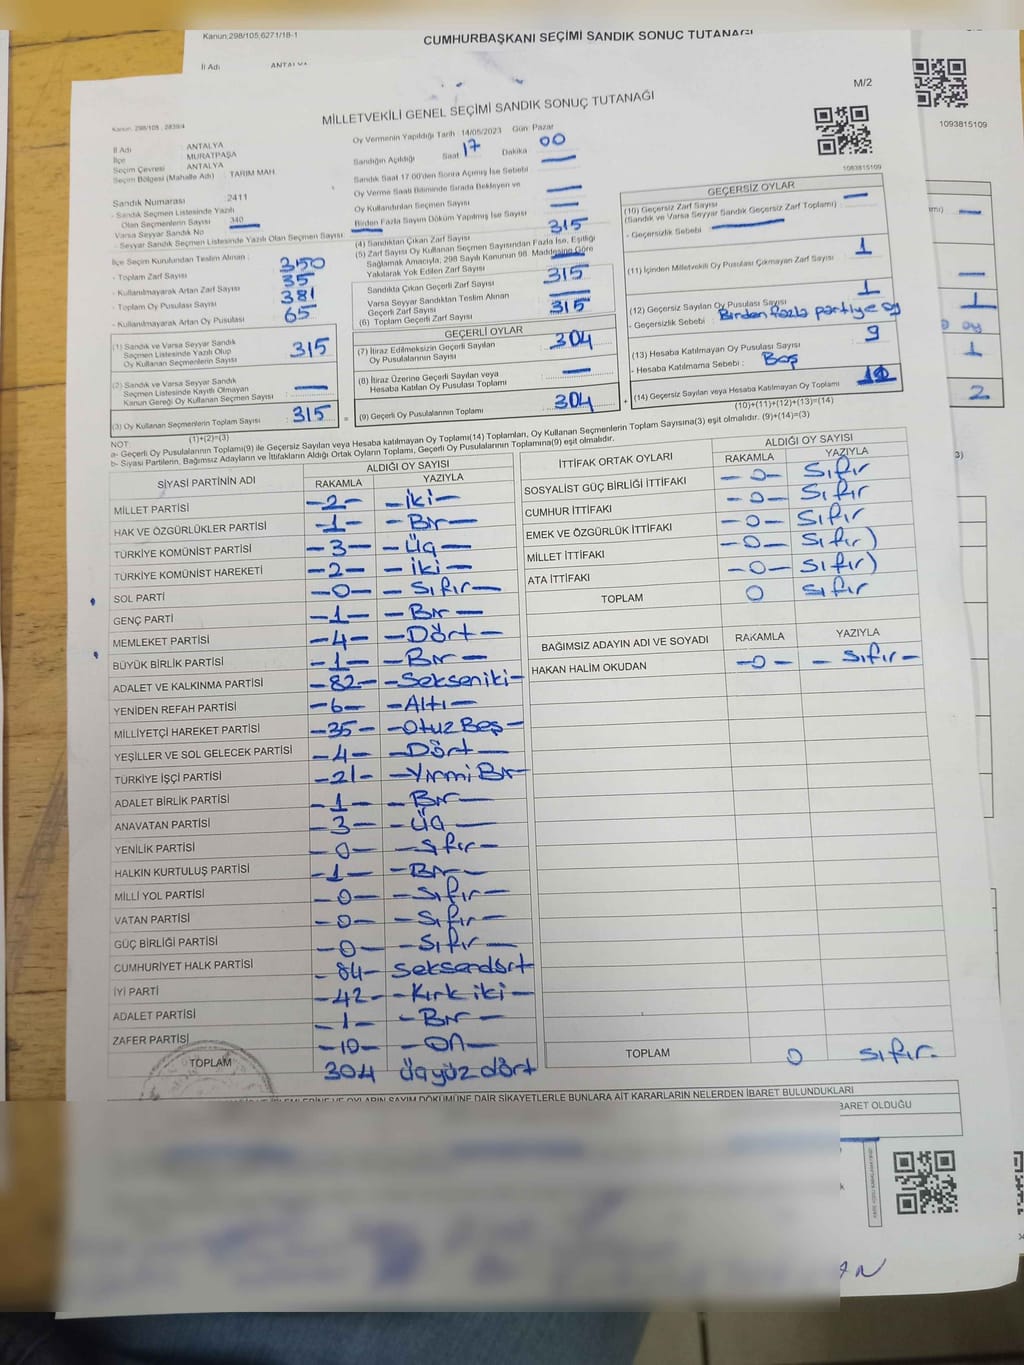 Kanun;298/105,6271/18-1
CUMHURBAŞKANI SEÇİMİ SANDIK SONUC TUTANAĞI
İl Adı ANTALYA
M/2
MİLLETVEKİLİ GENEL SEÇİMİ SANDIK SONUÇ TUTANAĞI
1093815109
Kanun: 298/105 , 2839/4
Oy Vermenin Yapıldığı Tarih : 14/05/2023 Gün: Pazar
İl Adı ANTALYA
İlçe MURATPAŞA
Seçim Çevresi ANTALYA
Seçim Bölgesi (Mahalle Adı) : TARIM MAH.
Sandığın Açıldığı Saat 17 Dakika 00
Sandık Saat 17:00'den Sonra Açımış İse Sebebi —
Oy Verme Saati Bitiminde Sırada Bekleyen ve
Oy Kullandırılan Seçmen Sayısı —
Birden Fazla Sayım Döküm Yapılmış İse Sayısı —
1093815109
Sandık Numarası : 2411
- Sandık Seçmen Listesinde Yazılı
Olan Seçmenlerin Sayısı 340
Varsa Seyyar Sandık No —
- Seyyar Sandık Seçmen Listesinde Yazılı Olan Seçmen Sayısı:
İlçe Seçim Kurulundan Teslim Alınan :
- Toplam Zarf Sayısı 350
- Kullanılmayarak Artan Zarf Sayısı 35
- Toplam Oy Pusulası Sayısı 381
- Kullanılmayarak Artan Oy Pusulası 65
(4) Sandıktan Çıkan Zarf Sayısı 315
(5) Zarf Sayısı Oy Kullanan Seçmen Sayısından Fazla İse, Eşitliği
Sağlamak Amacıyla; 298 Sayılı Kanunun 98. Maddesine Göre
Yakılarak Yok Edilen Zarf Sayısı —
Sandıkta Çıkan Geçerli Zarf Sayısı 315
Varsa Seyyar Sandıktan Teslim Alınan
Geçerli Zarf Sayısı —
(6) Toplam Geçerli Zarf Sayısı 315
GEÇERSİZ OYLAR
(10) Geçersiz Zarf Sayısı —
(Sandık ve Varsa Seyyar Sandık Geçersiz Zarf Toplamı)
- Geçersizlik Sebebi : —
(11) İçinden Milletvekili Oy Pusulası Çıkmayan Zarf Sayısı 1
(12) Geçersiz Sayılan Oy Pusulası Sayısı 1
- Geçersizlik Sebebi : Birden fazla partiye oy
(13) Hesaba Katılmayan Oy Pusulası Sayısı 9
- Hesaba Katılmama Sebebi : Boş
(14) Geçersiz Sayılan veya Hesaba Katılmayan Oy Toplamı
(10)+(11)+(12)+(13)=(14)
(1) Sandık ve Varsa Seyyar Sandık
Seçmen Listesinde Yazılı Olup
Oy Kullanan Seçmenlerin Sayısı 315
(2) Sandık ve Varsa Seyyar Sandık
Seçmen Listesinde Kayıtlı Olmayan
Kanun Gereği Oy Kullanan Seçmen Sayısı : —
(3) Oy Kullanan Seçmenlerin Toplam Sayısı 315 =
(1)+(2)=(3)
GEÇERLİ OYLAR
(7) İtiraz Edilmeksizin Geçerli Sayılan
Oy Pusulalarının Sayısı 304
(8) İtiraz Üzerine Geçerli Sayılan veya
Hesaba Katılan Oy Pusulası Toplamı —
(9) Geçerli Oy Pusulalarının Toplamı 304 +
NOT:
a- Geçerli Oy Pusulalarının Toplamı(9) ile Geçersiz Sayılan veya Hesaba katılmayan Oy Toplamı(14) Toplamları, Oy Kullanan Seçmenlerin Toplam Sayısına(3) eşit olmalıdır. (9)+(14)=(3)
b- Siyasi Partilerin, Bağımsız Adayların ve İttifakların Aldığı Ortak Oyların Toplamı, Geçerli Oy Pusulalarının Toplamına(9) eşit olmalıdır.
SİYASİ PARTİNİN ADI ALDIĞI OY SAYISI
RAKAMLA YAZIYLA
MİLLET PARTİSİ -2- -iki-
HAK VE ÖZGÜRLÜKLER PARTİSİ -1- -Bir-
TÜRKİYE KOMÜNİST PARTİSİ -3- -Üç-
TÜRKİYE KOMÜNİST HAREKETİ -2- -iki-
SOL PARTİ -0- -Sıfır-
GENÇ PARTİ -1- -Bir-
MEMLEKET PARTİSİ -4- -Dört-
BÜYÜK BİRLİK PARTİSİ -1- -Bir-
ADALET VE KALKINMA PARTİSİ -82- -Sekseniki-
YENİDEN REFAH PARTİSİ -6- -Altı-
MİLLİYETÇİ HAREKET PARTİSİ -35- -OtuzBeş-
YEŞİLLER VE SOL GELECEK PARTİSİ -4- -Dört-
TÜRKİYE İŞÇİ PARTİSİ -21- -YirmiBir-
ADALET BİRLİK PARTİSİ -1- -Bir-
ANAVATAN PARTİSİ -3- -Üç-
YENİLİK PARTİSİ -0- -sıfır-
HALKIN KURTULUŞ PARTİSİ -1- -Bir-
MİLLİ YOL PARTİSİ -0- -Sıfır-
VATAN PARTİSİ -0- -Sıfır-
GÜÇ BİRLİĞİ PARTİSİ -0- -Sıfır-
CUMHURİYET HALK PARTİSİ -84- Seksendört
İYİ PARTİ -42- -Kırk iki-
ADALET PARTİSİ -1- -Bir-
ZAFER PARTİSİ -10- -On-
TOPLAM 304 Üçyüzdört
İTTİFAK ORTAK OYLARI ALDIĞI OY SAYISI
RAKAMLA YAZIYLA
SOSYALİST GÜÇ BİRLİĞİ İTTİFAKI -0- Sıfır
CUMHUR İTTİFAKI -0- Sıfır
EMEK VE ÖZGÜRLÜK İTTİFAKI -0- Sıfır
MİLLET İTTİFAKI -0- Sıfır
ATA İTTİFAKI -0- Sıfır
TOPLAM 0 Sıfır
BAĞIMSIZ ADAYIN ADI VE SOYADI RAKAMLA YAZIYLA
HAKAN HALİM OKUDAN -0- -Sıfır-
TOPLAM 0 sıfır-
OYLARIN SAYIM DÖKÜMÜNE DAİR ŞİKAYETLERLE BUNLARA AİT KARARLARIN NELERDEN İBARET BULUNDUKLARI
BARET OLDUĞU